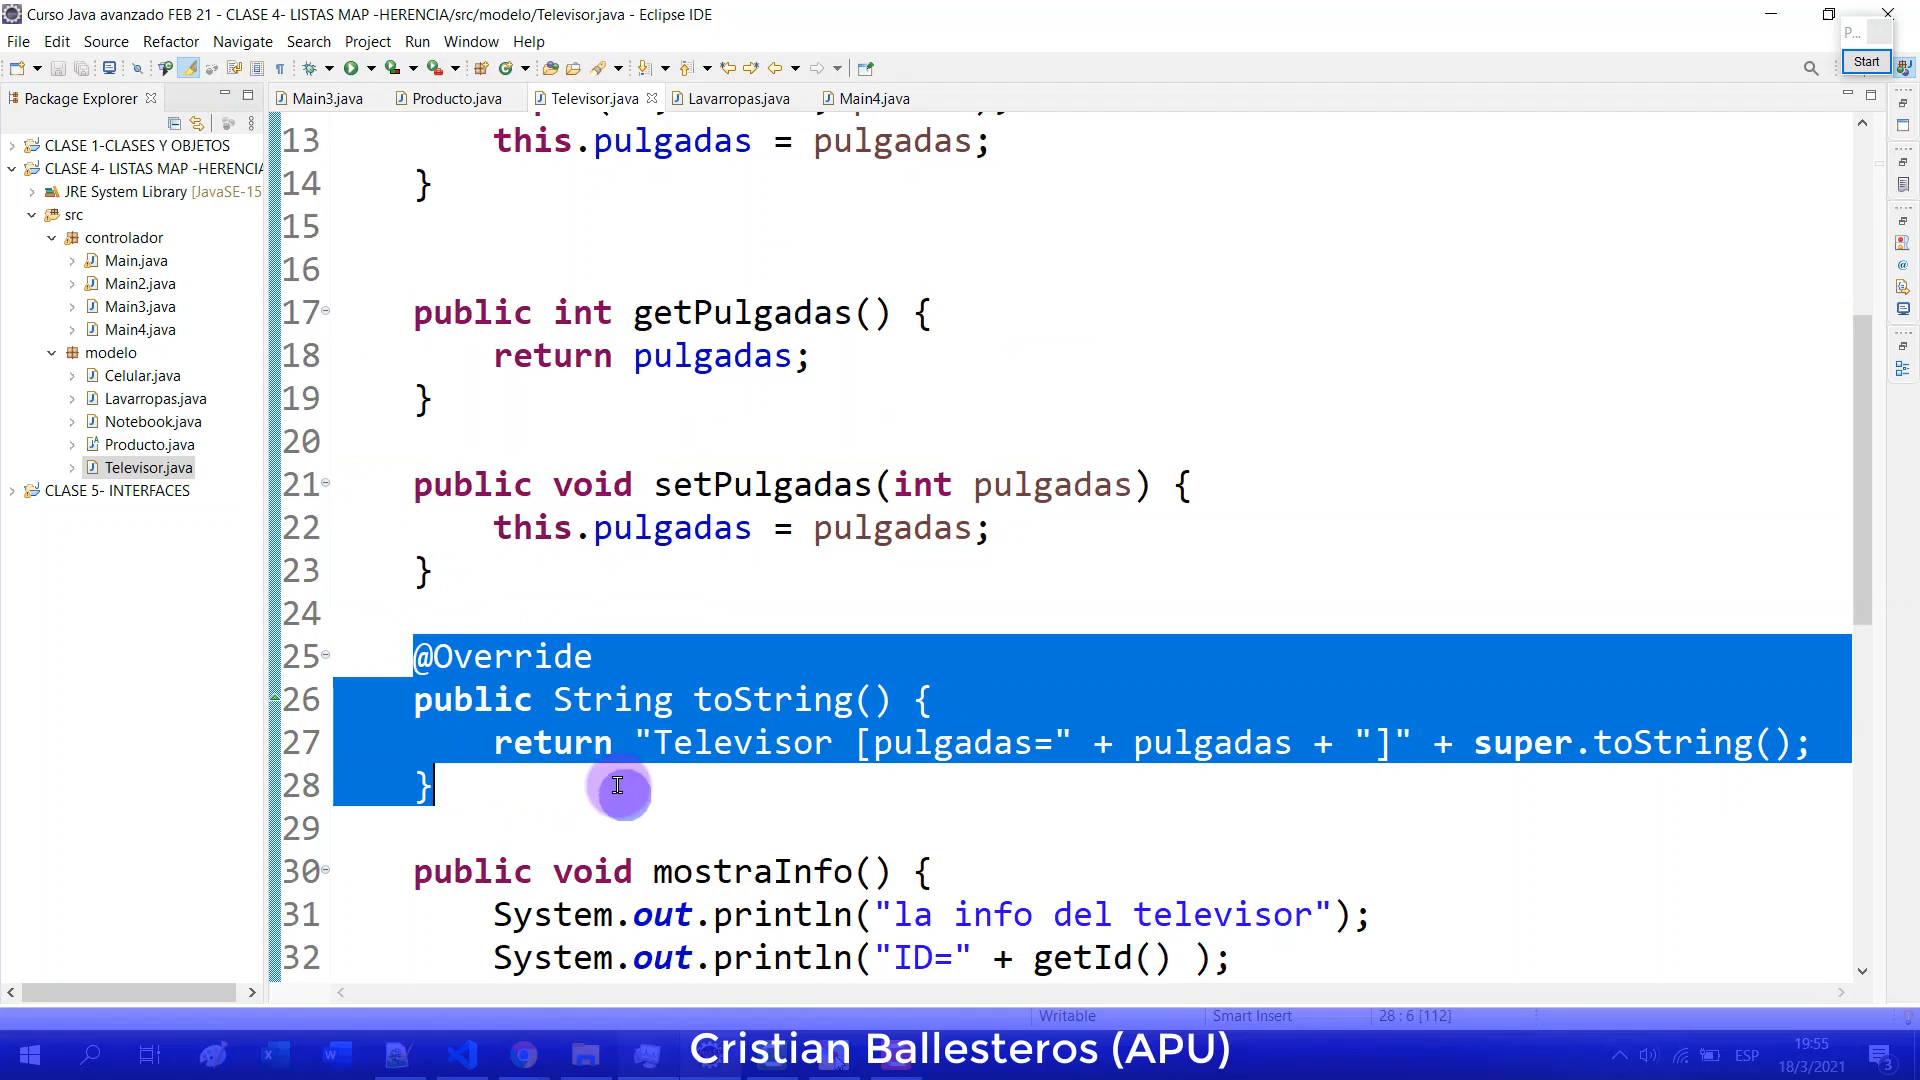 Curso Java avanzado FEB 21 - CLASE 4- LISTAS MAP -HERENCIA/src/modelo/Televisor.java - Eclipse IDE
File Edit Source Refactor Navigate Search Project Run Window Help
P...
Start
Package Explorer
Main3.java Producto.java Televisor.java Lavarropas.java Main4.java
CLASE 1-CLASES Y OBJETOS
CLASE 4- LISTAS MAP -HERENCIA
JRE System Library [JavaSE-15
src
controlador
Main.java
Main2.java
Main3.java
Main4.java
modelo
Celular.java
Lavarropas.java
Notebook.java
Producto.java
Televisor.java
CLASE 5- INTERFACES
13 this.pulgadas = pulgadas;
14 }
15
16
17 public int getPulgadas() {
18 return pulgadas;
19 }
20
21 public void setPulgadas(int pulgadas) {
22 this.pulgadas = pulgadas;
23 }
24
25 @Override
26 public String toString() {
27 return "Televisor [pulgadas=" + pulgadas + "]" + super.toString();
28 }
29
30 public void mostraInfo() {
31 System.out.println("la info del televisor");
32 System.out.println("ID=" + getId() );
Writable Smart Insert 28 : 6 [112]
Cristian Ballesteros (APU)
ESP
19:55
18/3/2021
3